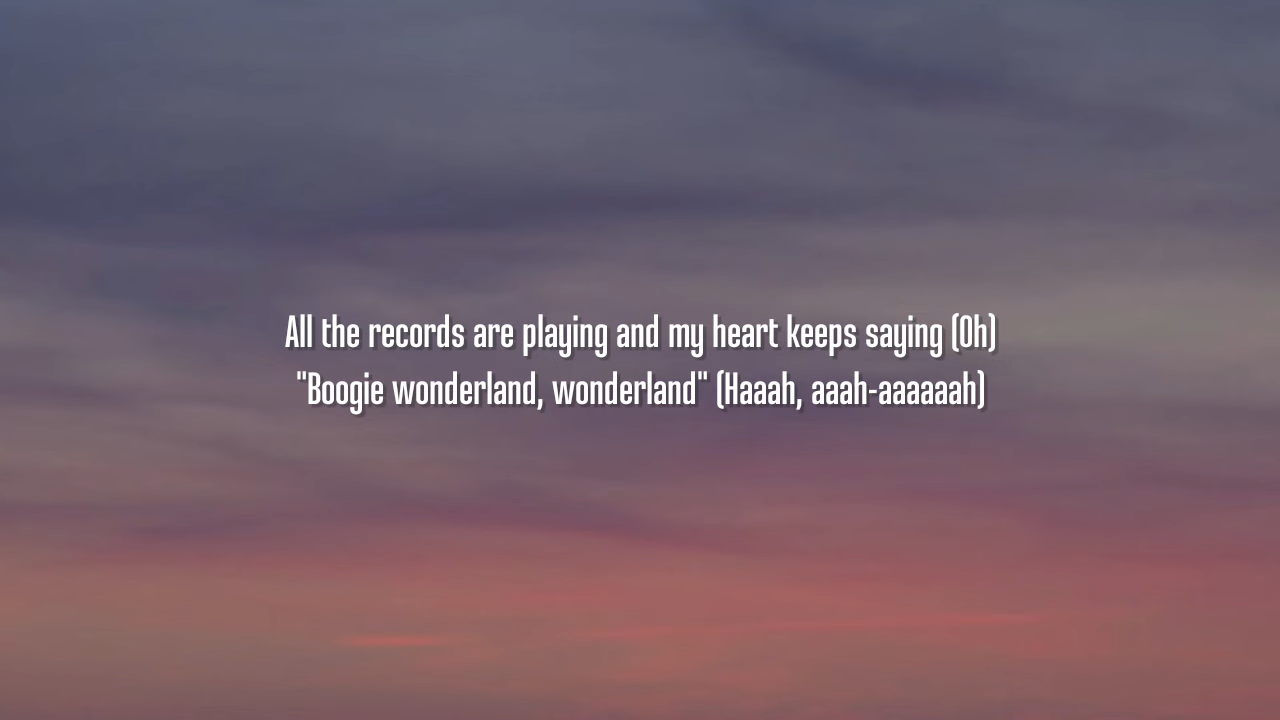 All the records are playing and my heart keeps saying (Oh)
"Boogie wonderland, wonderland" (Haaah, aaah-aaaaaah)